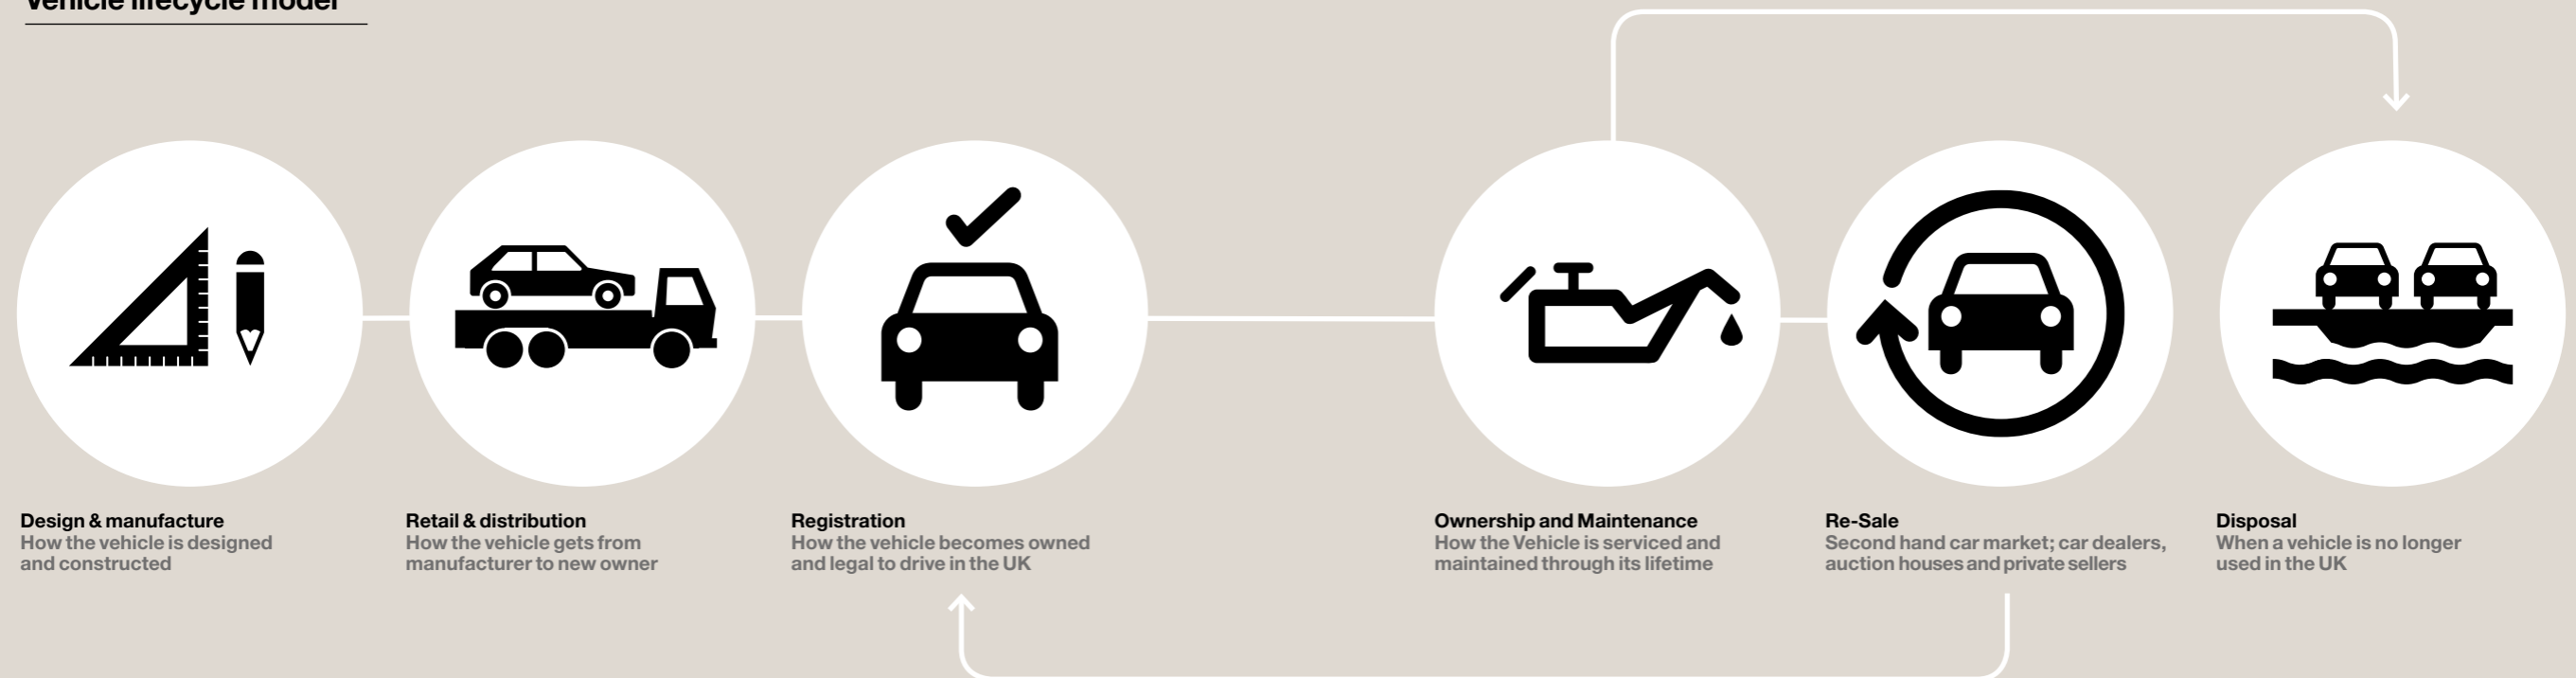 Vehicle lifecycle model
Design & manufacture
How the vehicle is designed
and constructed
Retail & distribution
How the vehicle gets from
manufacturer to new owner
Registration
How the vehicle becomes owned
and legal to drive in the UK
Ownership and Maintenance
How the Vehicle is serviced and
maintained through its lifetime
Re-Sale
Second hand car market; car dealers,
auction houses and private sellers
Disposal
When a vehicle is no longer
used in the UK